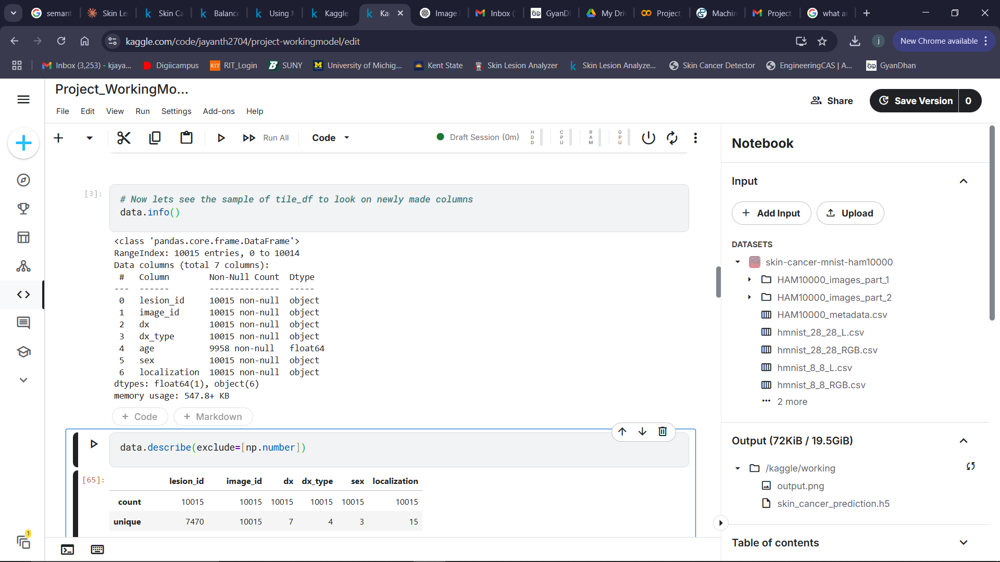 semant
Skin Le
Skin Ca
Balance
Using
Kaggle
Ka
Image
Inbox (
GyanD
My Dri
Project
Machin
Project
what a
kaggle.com/code/jayanth2704/project-workingmodel/edit
j
New Chrome available
Inbox (3,253) - kjaya...
Digiicampus
RIT RIT_Login
SUNY
University of Michig...
Kent State
Skin Lesion Analyzer
Skin Lesion Analyze...
Skin Cancer Detector
EngineeringCAS | A...
GD GyanDhan
Project_WorkingMo...
Share
Save Version 0
File Edit View Run Settings Add-ons Help
Run All
Code
Draft Session (0m)
HDD
CPU
RAM
GPU
[3]:
# Now lets see the sample of tile_df to look on newly made columns
data.info()
<class 'pandas.core.frame.DataFrame'>
RangeIndex: 10015 entries, 0 to 10014
Data columns (total 7 columns):
# Column Non-Null Count Dtype
--- ------ -------------- -----
0 lesion_id 10015 non-null object
1 image_id 10015 non-null object
2 dx 10015 non-null object
3 dx_type 10015 non-null object
4 age 9958 non-null float64
5 sex 10015 non-null object
6 localization 10015 non-null object
dtypes: float64(1), object(6)
memory usage: 547.8+ KB
+ Code + Markdown
data.describe(exclude=[np.number])
[65]:
lesion_id image_id dx dx_type sex localization
count 10015 10015 10015 10015 10015 10015
unique 7470 10015 7 4 3 15
Notebook
Input
+ Add Input
Upload
DATASETS
skin-cancer-mnist-ham10000
HAM10000_images_part_1
HAM10000_images_part_2
HAM10000_metadata.csv
hmnist_28_28_L.csv
hmnist_28_28_RGB.csv
hmnist_8_8_L.csv
hmnist_8_8_RGB.csv
2 more
Output (72KiB / 19.5GiB)
/kaggle/working
output.png
skin_cancer_prediction.h5
Table of contents
1